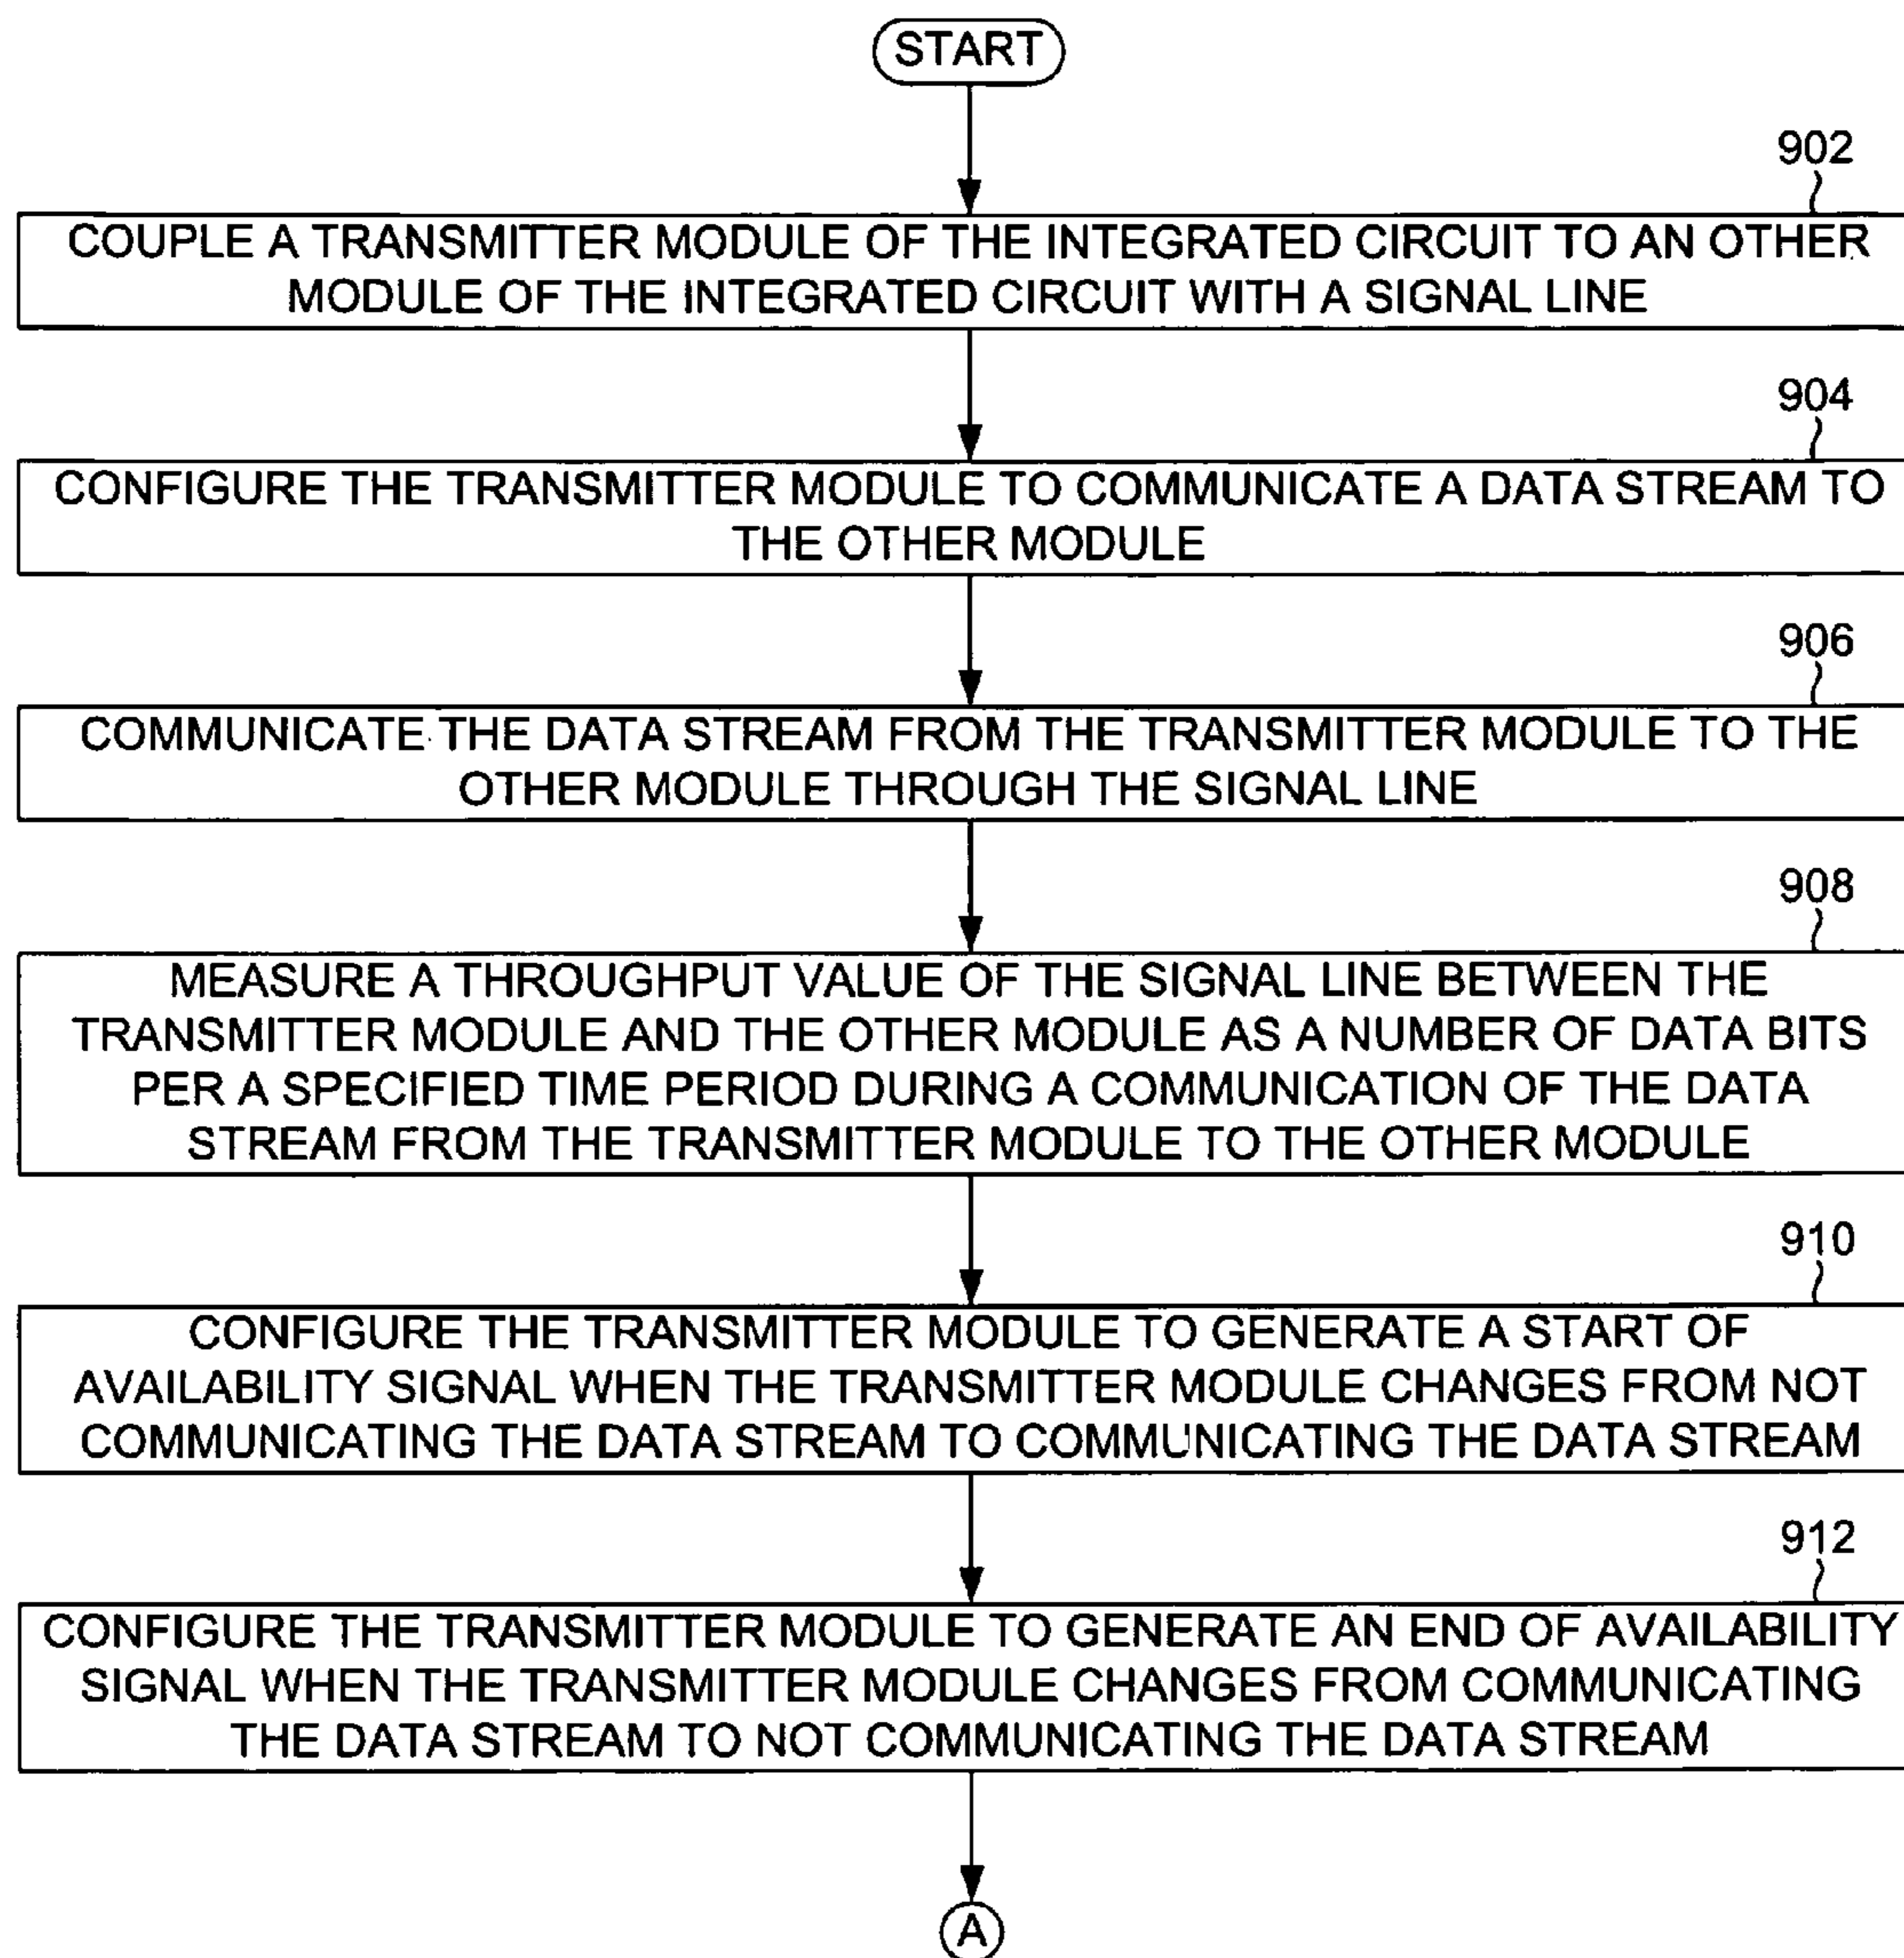 START
902
COUPLE A TRANSMITTER MODULE OF THE INTEGRATED CIRCUIT TO AN OTHER
MODULE OF THE INTEGRATED CIRCUIT WITH A SIGNAL LINE
904
CONFIGURE THE TRANSMITTER MODULE TO COMMUNICATE A DATA STREAM TO
THE OTHER MODULE
906
COMMUNICATE THE DATA STREAM FROM THE TRANSMITTER MODULE TO THE
OTHER MODULE THROUGH THE SIGNAL LINE
908
MEASURE A THROUGHPUT VALUE OF THE SIGNAL LINE BETWEEN THE
TRANSMITTER MODULE AND THE OTHER MODULE AS A NUMBER OF DATA BITS
PER A SPECIFIED TIME PERIOD DURING A COMMUNICATION OF THE DATA
STREAM FROM THE TRANSMITTER MODULE TO THE OTHER MODULE
910
CONFIGURE THE TRANSMITTER MODULE TO GENERATE A START OF
AVAILABILITY SIGNAL WHEN THE TRANSMITTER MODULE CHANGES FROM NOT
COMMUNICATING THE DATA STREAM TO COMMUNICATING THE DATA STREAM
912
CONFIGURE THE TRANSMITTER MODULE TO GENERATE AN END OF AVAILABILITY
SIGNAL WHEN THE TRANSMITTER MODULE CHANGES FROM COMMUNICATING
THE DATA STREAM TO NOT COMMUNICATING THE DATA STREAM
A